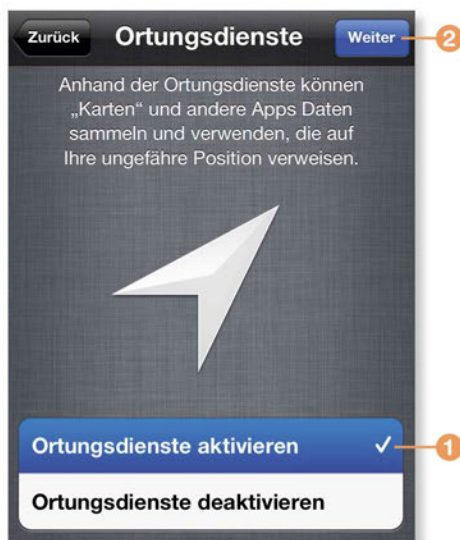 Zurück Ortungsdienste Weiter 2
Anhand der Ortungsdienste können
„Karten“ und andere Apps Daten
sammeln und verwenden, die auf
Ihre ungefähre Position verweisen.
Ortungsdienste aktivieren ✓ 1
Ortungsdienste deaktivieren